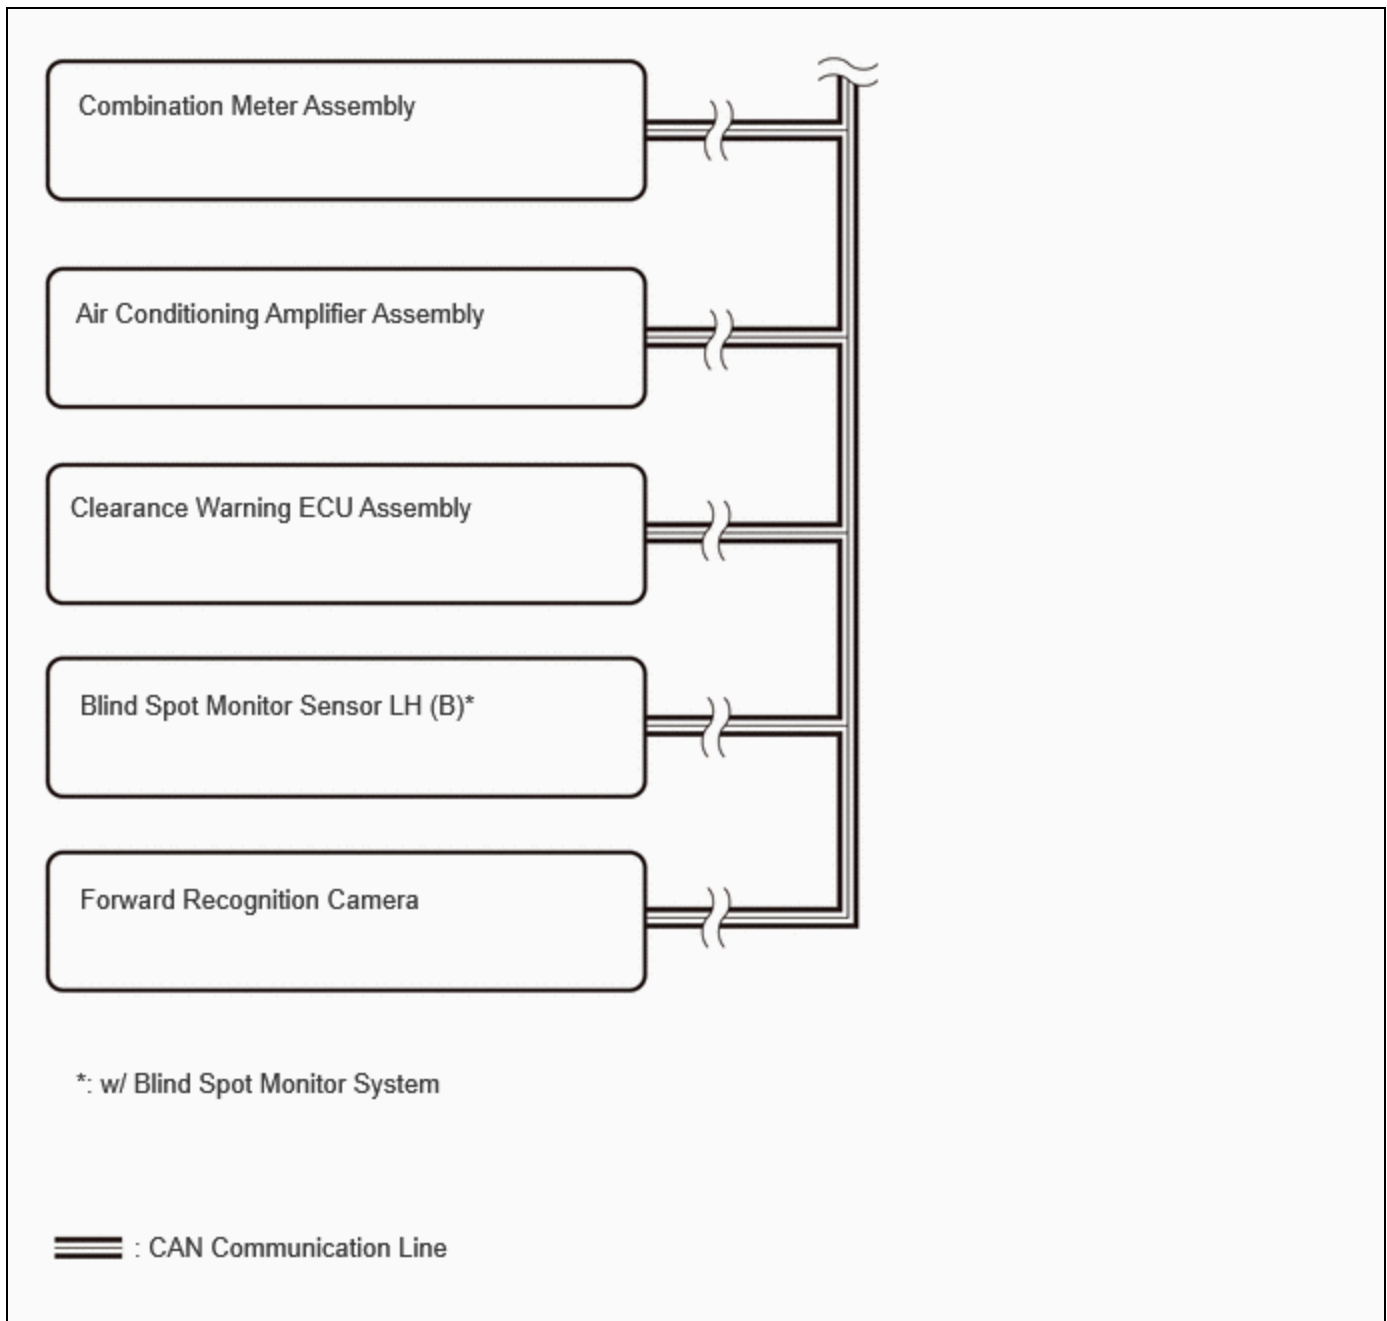 Combination Meter Assembly
Air Conditioning Amplifier Assembly
Clearance Warning ECU Assembly
Blind Spot Monitor Sensor LH (B)*
Forward Recognition Camera
*: w/ Blind Spot Monitor System
: CAN Communication Line